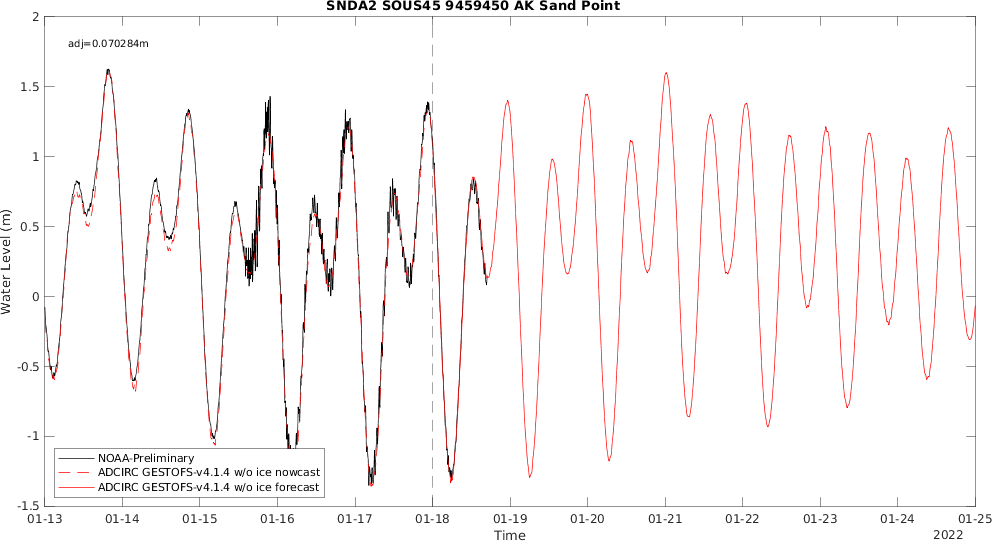 SNDA2 SOUS45 9459450 AK Sand Point
adj=0.070284m
2
1.5
1
0.5
0
-0.5
-1
-1.5
Water Level (m)
NOAA-Preliminary
ADCIRC GESTOFS-v4.1.4 w/o ice nowcast
ADCIRC GESTOFS-v4.1.4 w/o ice forecast
01-13 01-14 01-15 01-16 01-17 01-18 01-19 01-20 01-21 01-22 01-23 01-24 01-25
Time
2022